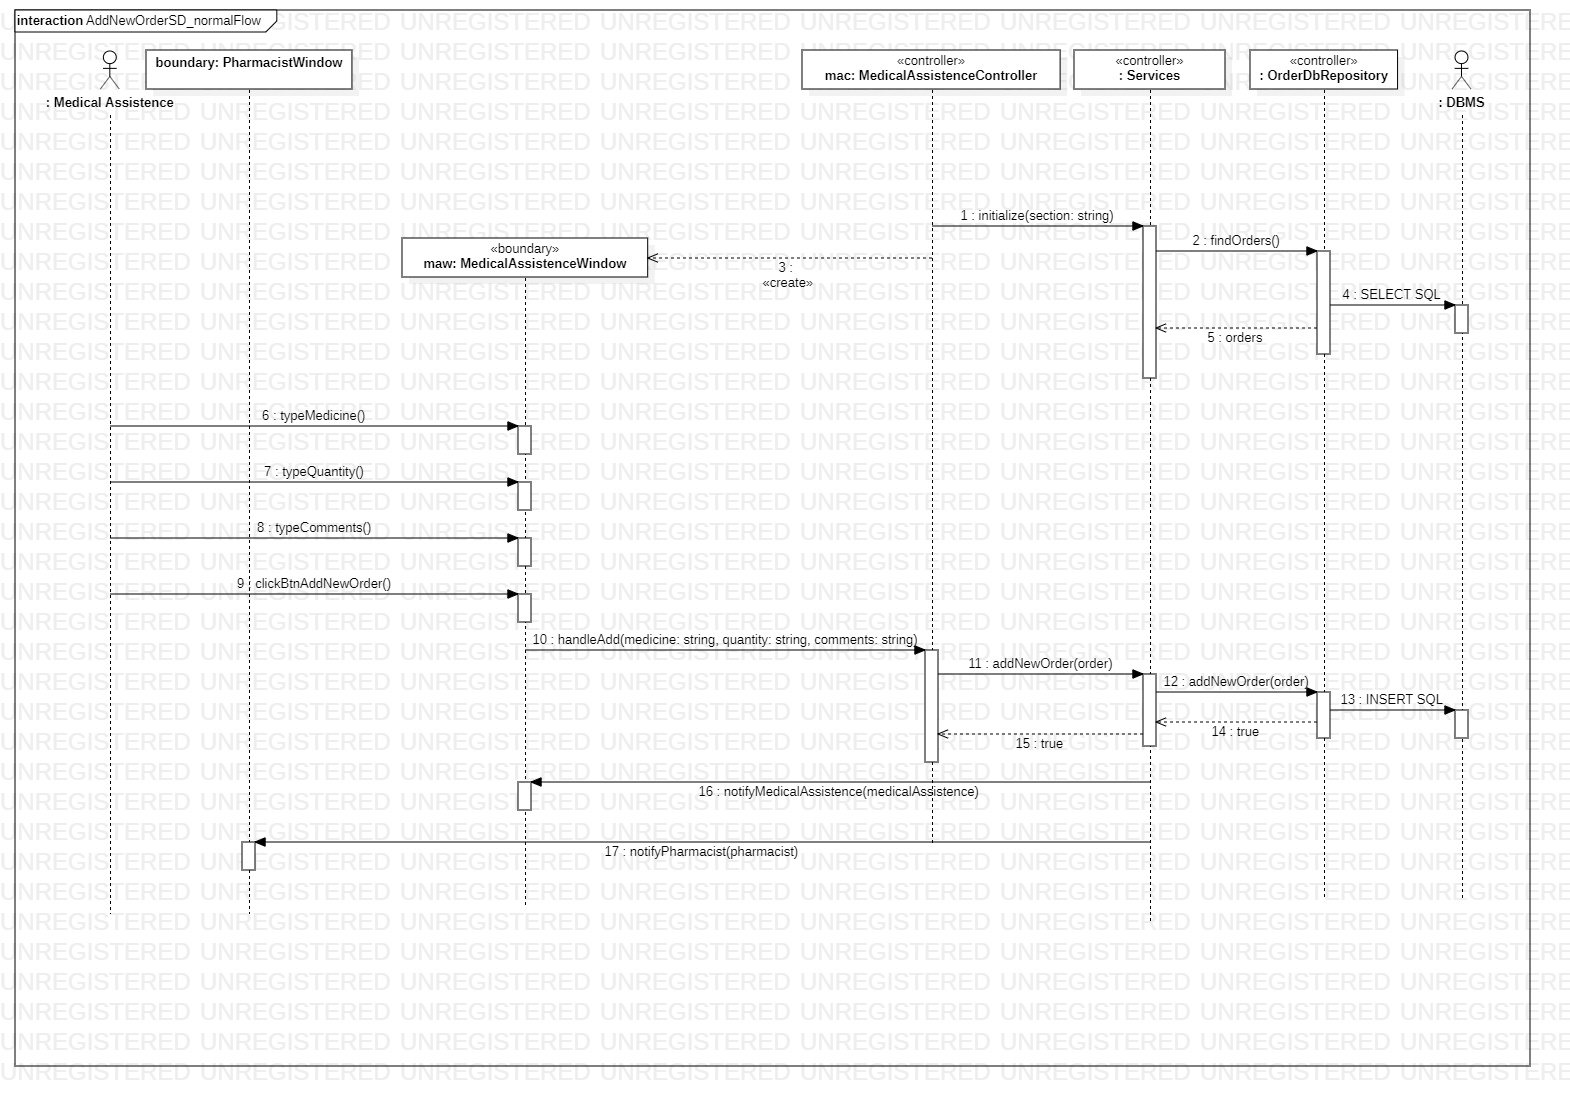 interaction AddNewOrderSD_normalFlow
: Medical Assistence
boundary: PharmacistWindow
«controller»
mac: MedicalAssistenceController
«controller»
: Services
«controller»
: OrderDbRepository
: DBMS
1 : initialize(section: string)
2 : findOrders()
«boundary»
maw: MedicalAssistenceWindow
3 :
«create»
4 : SELECT SQL
5 : orders
6 : typeMedicine()
7 : typeQuantity()
8 : typeComments()
9 : clickBtnAddNewOrder()
10 : handleAdd(medicine: string, quantity: string, comments: string)
11 : addNewOrder(order)
12 : addNewOrder(order)
13 : INSERT SQL
14 : true
15 : true
16 : notifyMedicalAssistence(medicalAssistence)
17 : notifyPharmacist(pharmacist)
UNREGISTERED